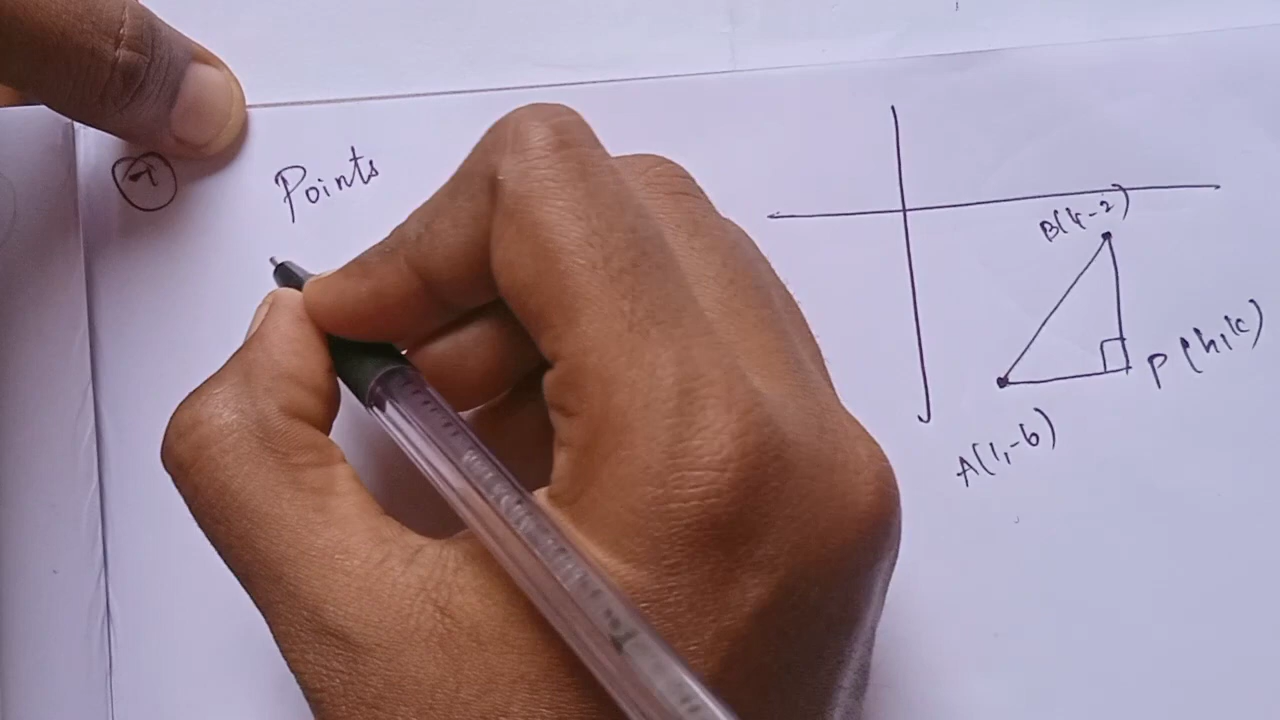 7
Points
B(4-2)
P(h,k)
A(1,-6)